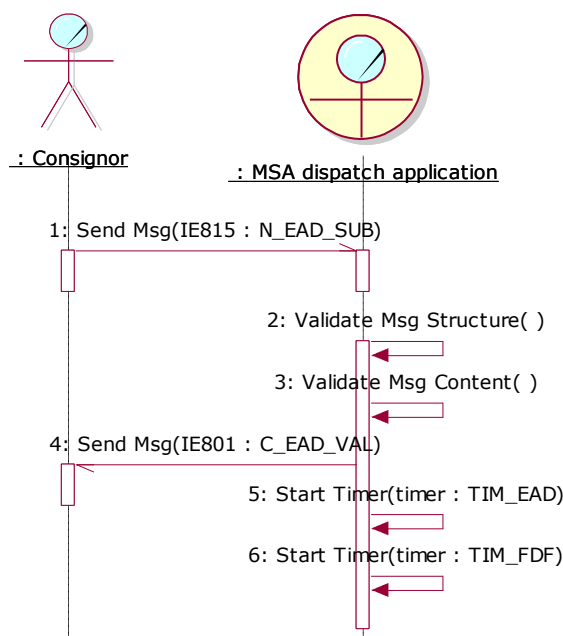 : Consignor
: MSA dispatch application
1: Send Msg(IE815 : N_EAD_SUB)
2: Validate Msg Structure( )
3: Validate Msg Content( )
4: Send Msg(IE801 : C_EAD_VAL)
5: Start Timer(timer : TIM_EAD)
6: Start Timer(timer : TIM_FDF)